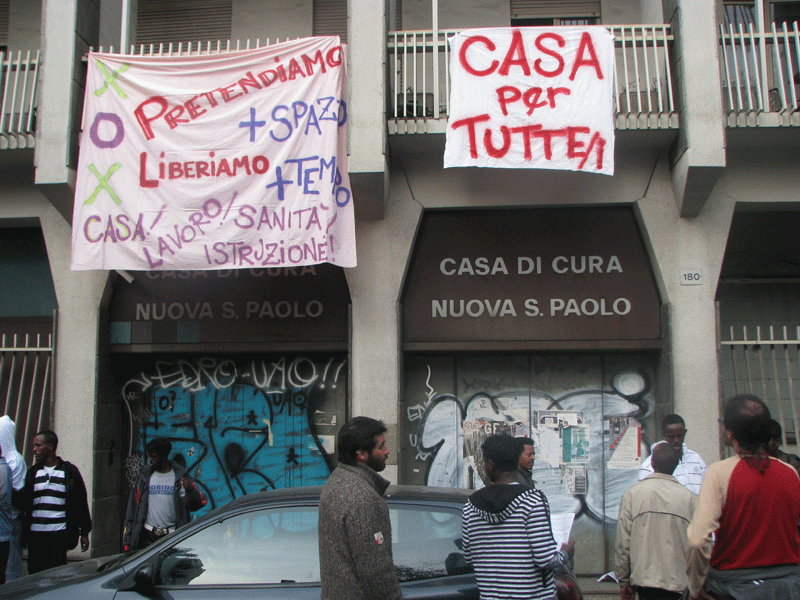 PRETENDIAMO
+ SPAZIO
LIBERIAMO
+ TEMPO
CASA! LAVORO! SANITÀ!
ISTRUZIONE!
CASA
PER
TUTTE/I
CASA DI CURA
NUOVA S. PAOLO
CASA DI CURA
NUOVA S. PAOLO
180